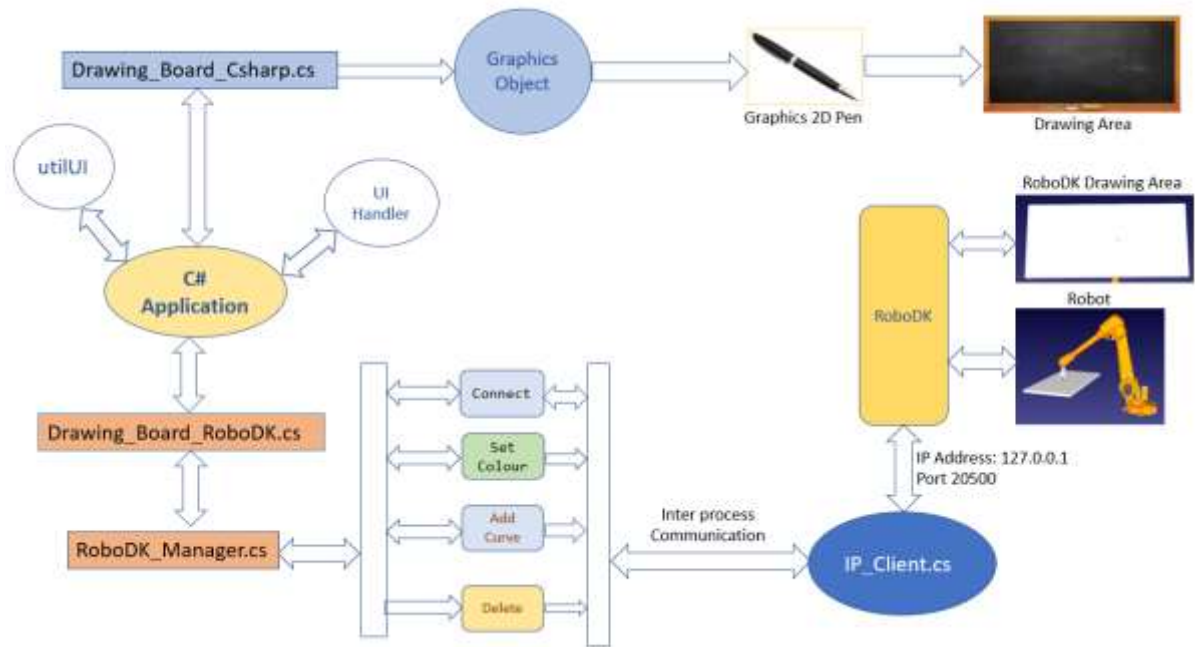 Drawing_Board_Csharp.cs
Graphics
Object
Graphics 2D Pen
Drawing Area
utilUI
UI
Handler
C#
Application
RoboDK Drawing Area
Robot
RoboDK
Drawing_Board_RoboDK.cs
RoboDK_Manager.cs
Connect
Set
Colour
Add
Curve
Delete
Inter process
Communication
IP Address: 127.0.0.1
Port 20500
IP_Client.cs